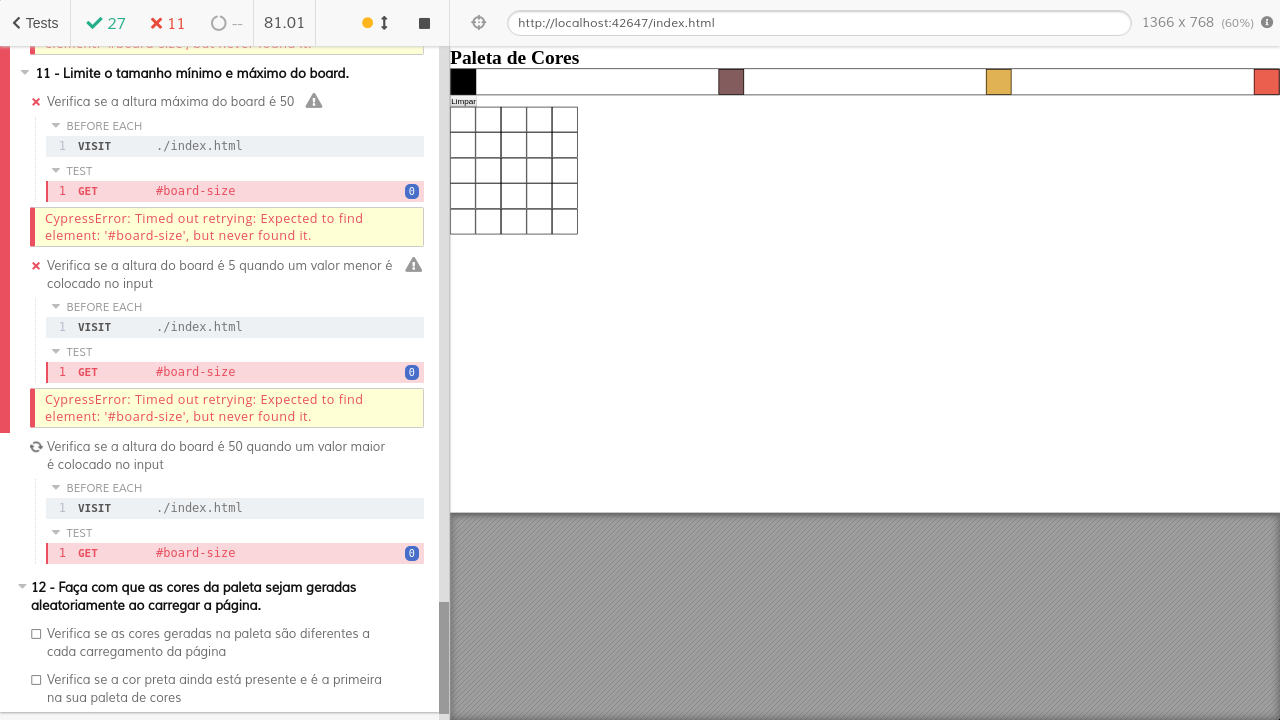 Tests
27
11
--
81.01
http://localhost:42647/index.html
1366 x 768 (60%)
element: '#board-size', but never found it.
11 - Limite o tamanho mínimo e máximo do board.
Verifica se a altura máxima do board é 50
BEFORE EACH
1 VISIT ./index.html
TEST
1 GET #board-size 0
CypressError: Timed out retrying: Expected to find
element: '#board-size', but never found it.
Verifica se a altura do board é 5 quando um valor menor é
colocado no input
BEFORE EACH
1 VISIT ./index.html
TEST
1 GET #board-size 0
CypressError: Timed out retrying: Expected to find
element: '#board-size', but never found it.
Verifica se a altura do board é 50 quando um valor maior
é colocado no input
BEFORE EACH
1 VISIT ./index.html
TEST
1 GET #board-size 0
12 - Faça com que as cores da paleta sejam geradas
aleatoriamente ao carregar a página.
Verifica se as cores geradas na paleta são diferentes a
cada carregamento da página
Verifica se a cor preta ainda está presente e é a primeira
na sua paleta de cores
Paleta de Cores
Limpar